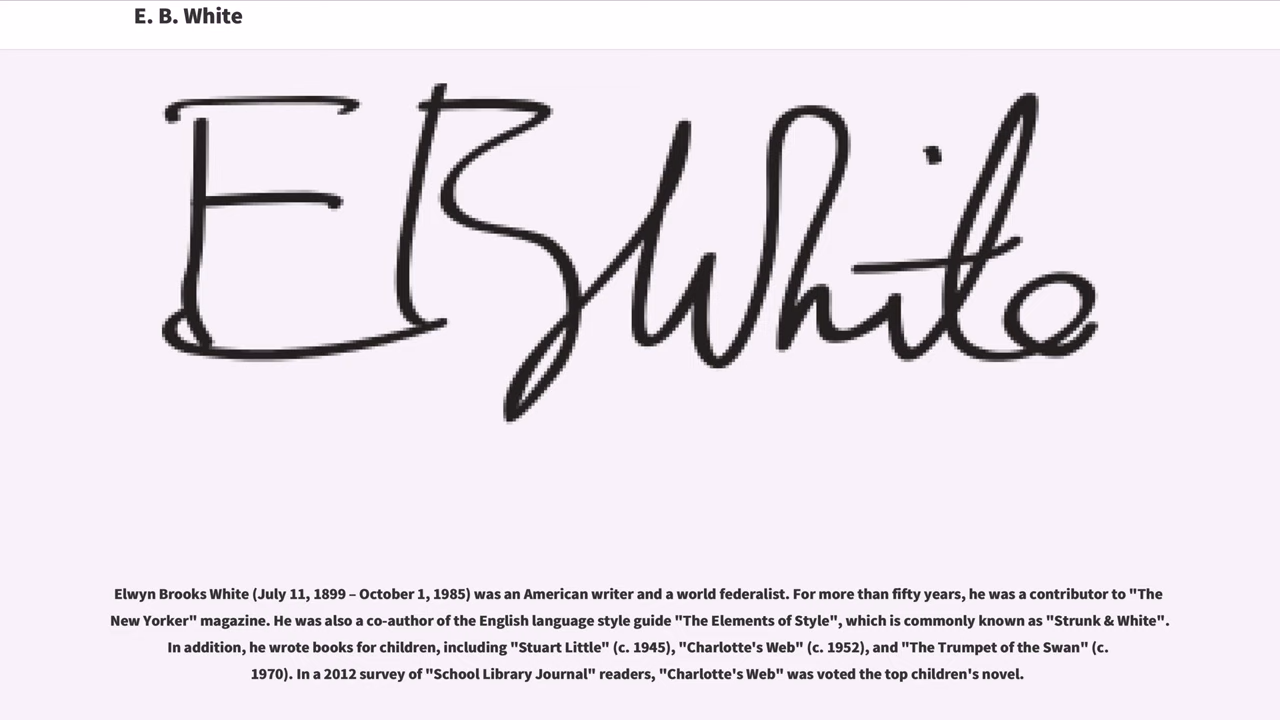 E. B. White
E B White
Elwyn Brooks White (July 11, 1899 – October 1, 1985) was an American writer and a world federalist. For more than fifty years, he was a contributor to "The
New Yorker" magazine. He was also a co-author of the English language style guide "The Elements of Style", which is commonly known as "Strunk & White".
In addition, he wrote books for children, including "Stuart Little" (c. 1945), "Charlotte's Web" (c. 1952), and "The Trumpet of the Swan" (c.
1970). In a 2012 survey of "School Library Journal" readers, "Charlotte's Web" was voted the top children's novel.